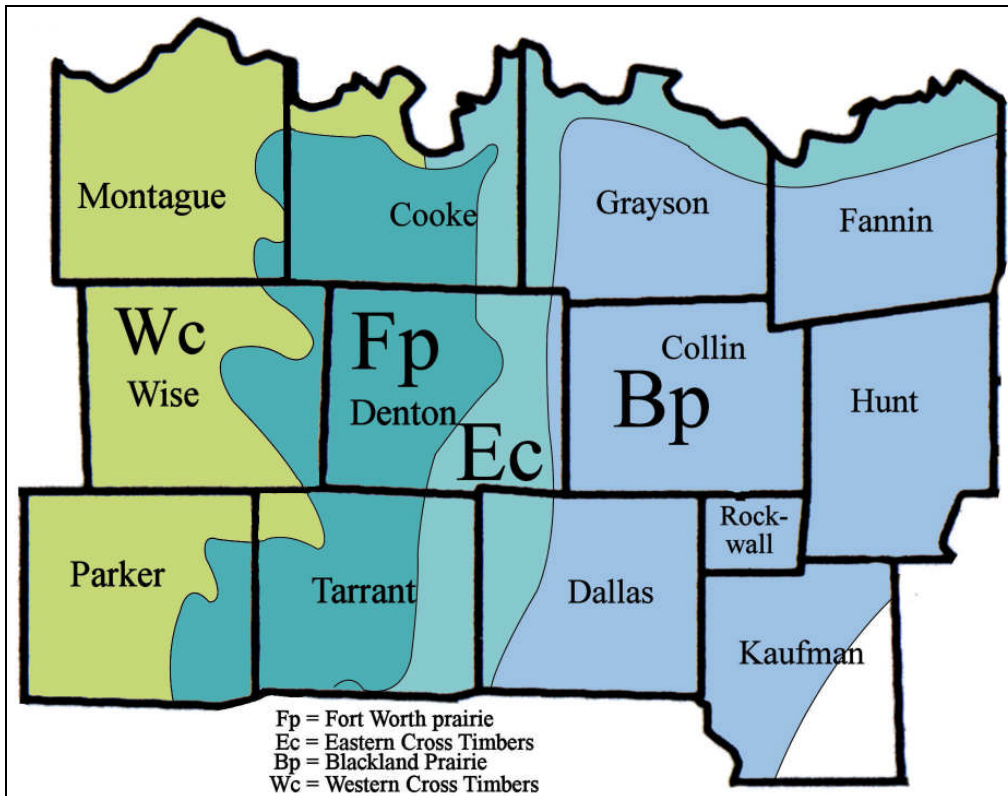 Montague
Cooke
Grayson
Fannin
Wc
Wise
Fp
Denton
Ec
Collin
Bp
Hunt
Parker
Tarrant
Dallas
Rock-
wall
Kaufman
Fp = Fort Worth prairie
Ec = Eastern Cross Timbers
Bp = Blackland Prairie
Wc = Western Cross Timbers